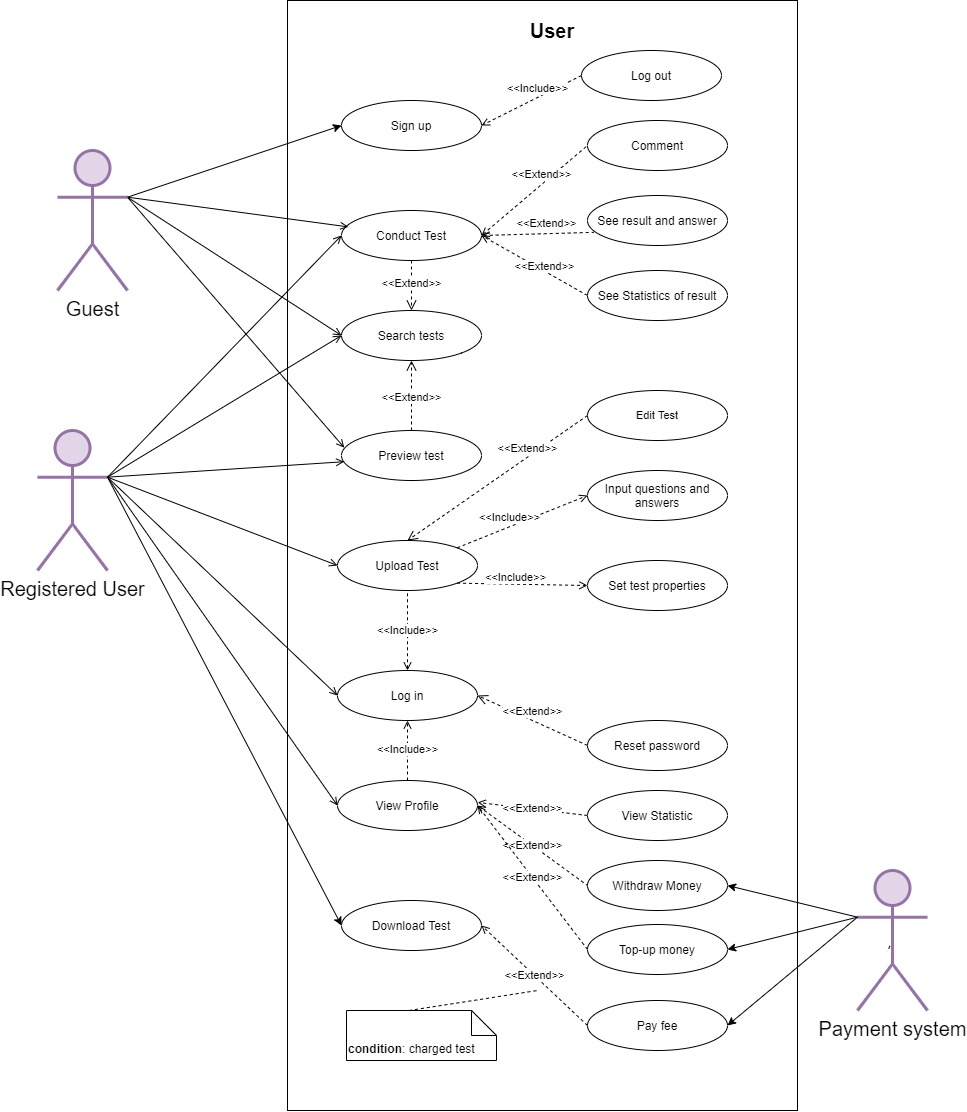 User
Log out
<<Include>>
Sign up
Comment
<<Extend>>
See result and answer
<<Extend>>
Conduct Test
<<Extend>>
See Statistics of result
<<Extend>>
Guest
Search tests
<<Extend>>
Edit Test
<<Extend>>
Preview test
Input questions and
answers
<<Include>>
Upload Test
<<Include>>
Set test properties
Registered User
<<Include>>
Log in
<<Extend>>
Reset password
<<Include>>
View Profile
<<Extend>>
View Statistic
<<Extend>>
<<Extend>>
Withdraw Money
Download Test
Top-up money
,
<<Extend>>
Pay fee
Payment system
condition: charged test